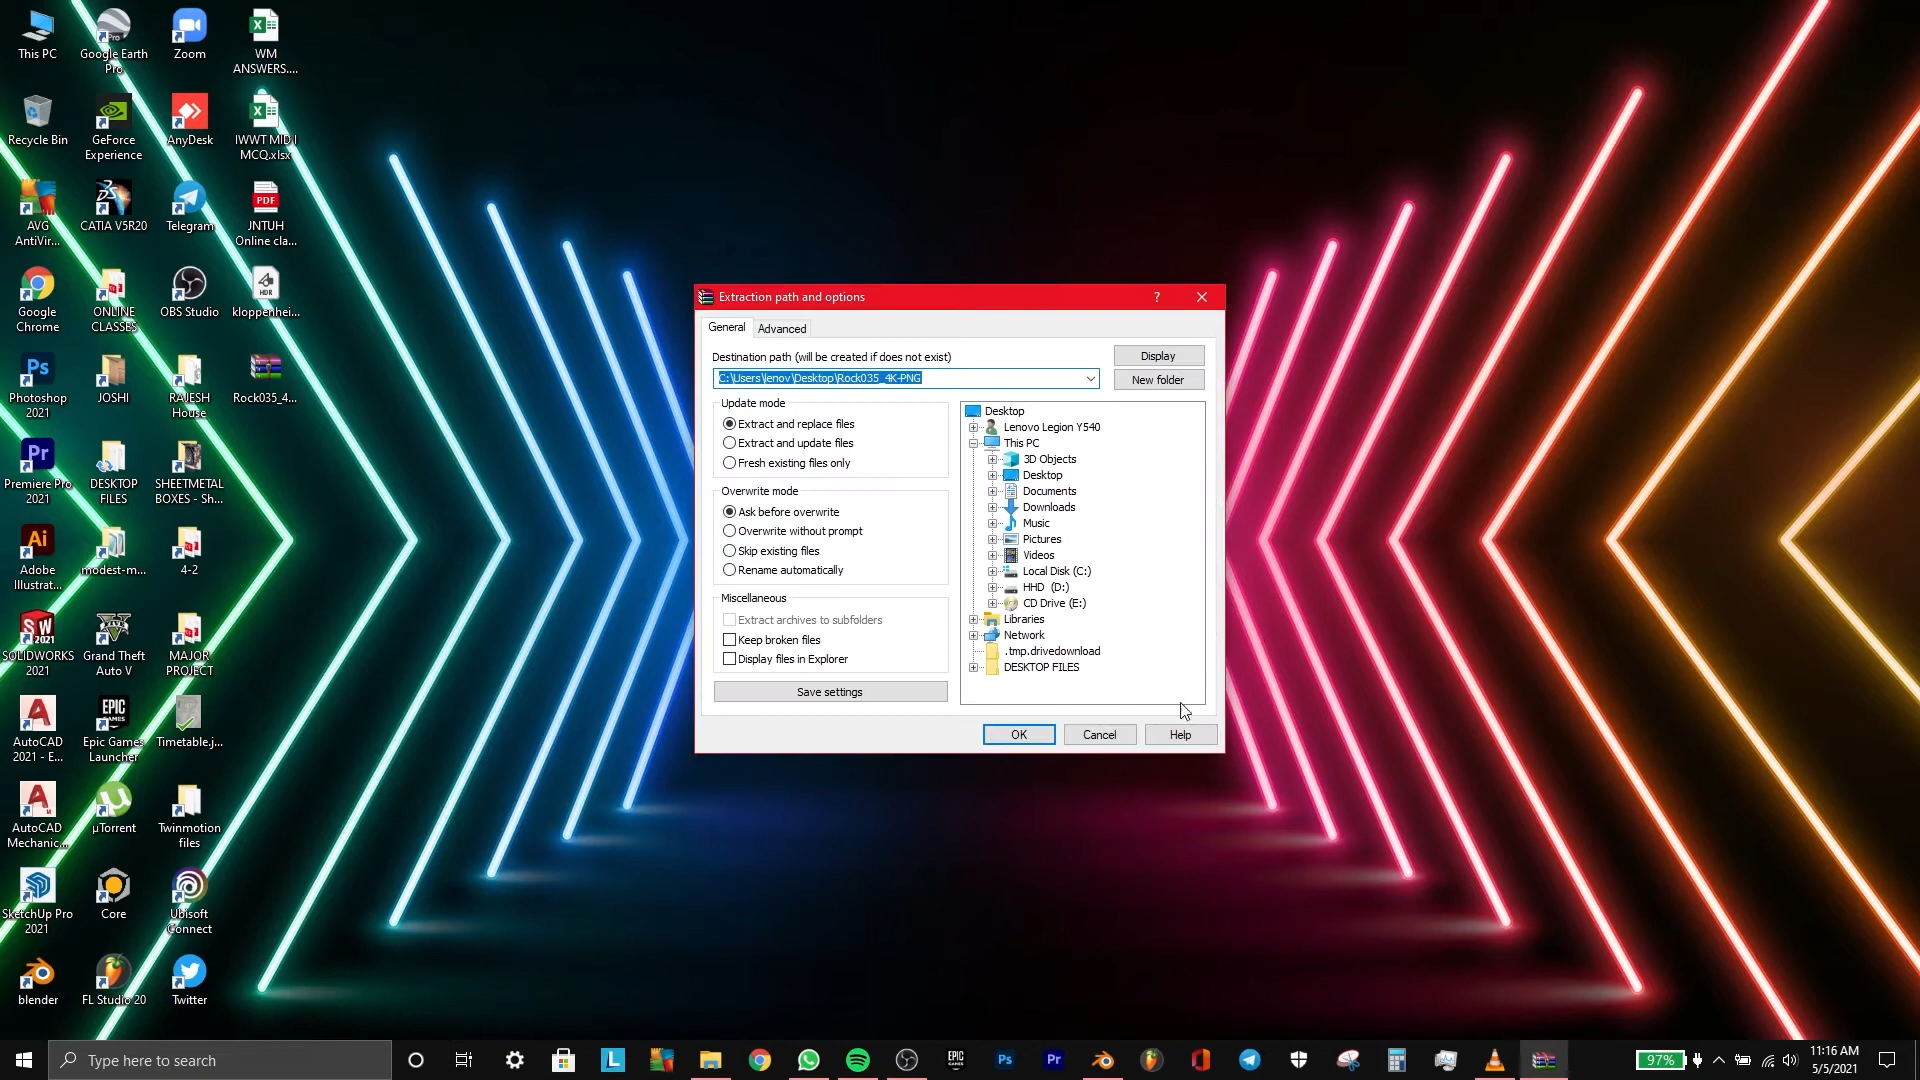 This PC
Google Earth
Pro
Zoom
WM
ANSWERS....
Recycle Bin
GeForce
Experience
AnyDesk
IWWT MID I
MCQ.xlsx
AVG
AntiVir...
CATIA V5R20
Telegram
JNTUH
Online cla...
Google
Chrome
ONLINE
CLASSES
OBS Studio
kloppenhei...
Photoshop
2021
JOSHI
RAJESH
House
Rock035_4...
Premiere Pro
2021
DESKTOP
FILES
SHEETMETAL
BOXES - Sh...
Adobe
Illustrat...
modest-m...
4-2
SOLIDWORKS
2021
Grand Theft
Auto V
MAJOR
PROJECT
AutoCAD
2021 - E...
Epic Games
Launcher
Timetable.j...
AutoCAD
Mechanic...
µTorrent
Twinmotion
files
SketchUp Pro
2021
Core
Ubisoft
Connect
blender
FL Studio 20
Twitter
Extraction path and options
General
Advanced
Destination path (will be created if does not exist)
Display
C:\Users\lenov\Desktop\Rock035_4K-PNG
New folder
Update mode
Extract and replace files
Extract and update files
Fresh existing files only
Overwrite mode
Ask before overwrite
Overwrite without prompt
Skip existing files
Rename automatically
Miscellaneous
Extract archives to subfolders
Keep broken files
Display files in Explorer
Save settings
Desktop
Lenovo Legion Y540
This PC
3D Objects
Desktop
Documents
Downloads
Music
Pictures
Videos
Local Disk (C:)
HHD (D:)
CD Drive (E:)
Libraries
Network
.tmp.drivedownload
DESKTOP FILES
OK
Cancel
Help
Type here to search
97%
11:16 AM
5/5/2021